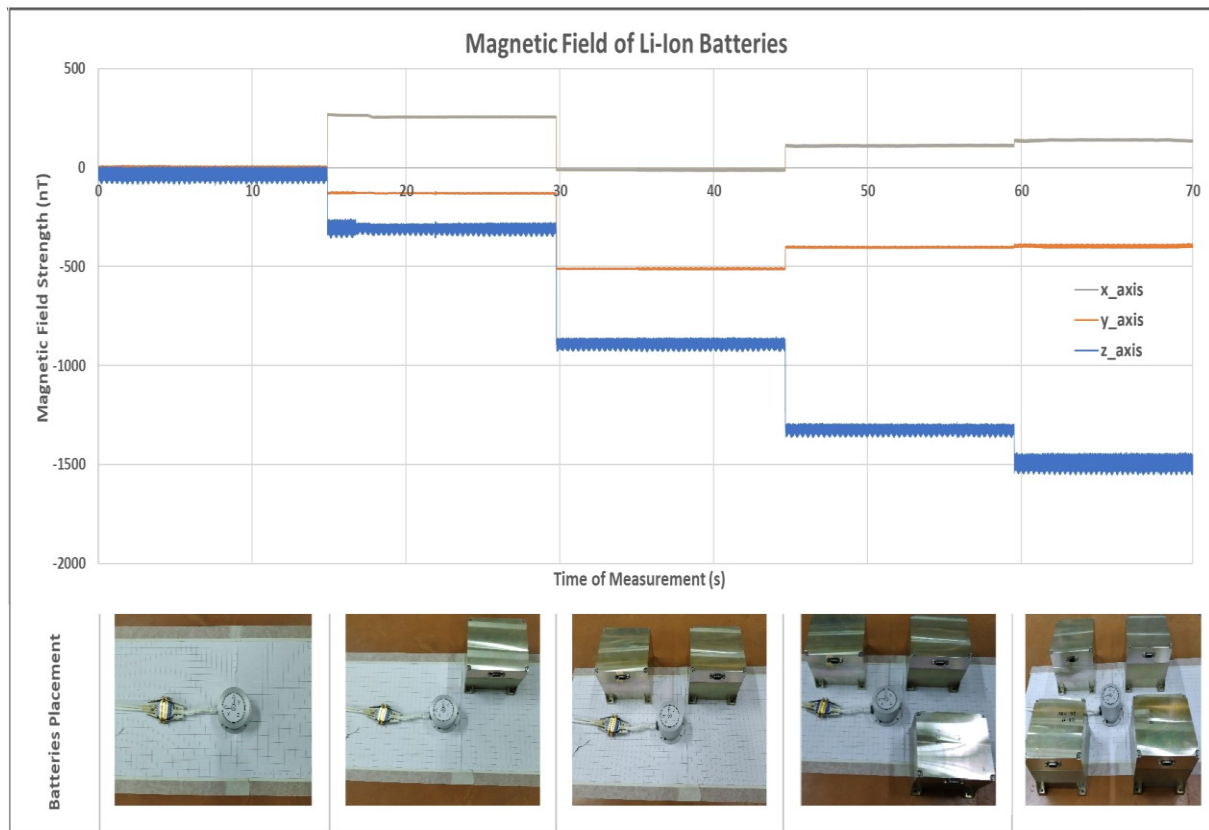 Magnetic Field of Li-Ion Batteries
500
0
-500
-1000
-1500
-2000
0 10 20 30 40 50 60 70
Magnetic Field Strength (nT)
x_axis
y_axis
z_axis
Time of Measurement (s)
Batteries Placement